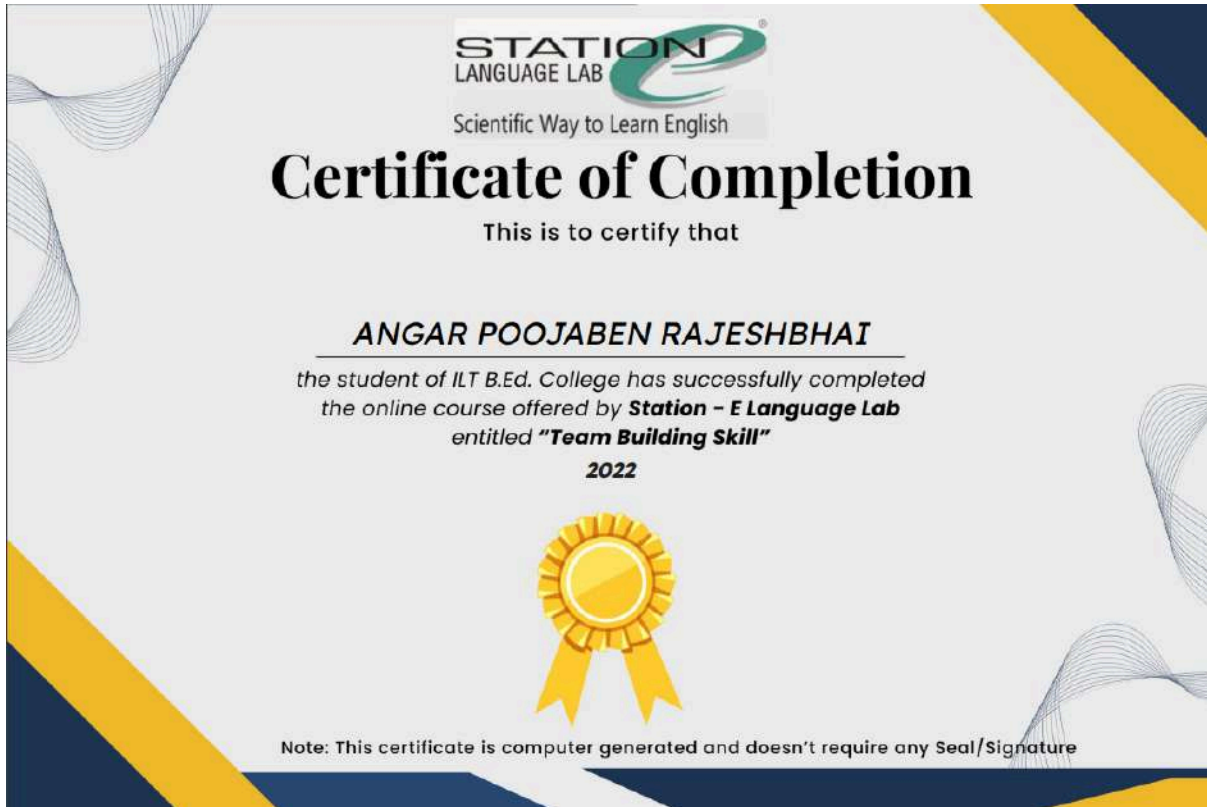 STATION e®
LANGUAGE LAB
Scientific Way to Learn English
Certificate of Completion
This is to certify that
ANGAR POOJABEN RAJESHBHAI
the student of ILT B.Ed. College has successfully completed
the online course offered by Station - E Language Lab
entitled "Team Building Skill"
2022
Note: This certificate is computer generated and doesn't require any Seal/Signature